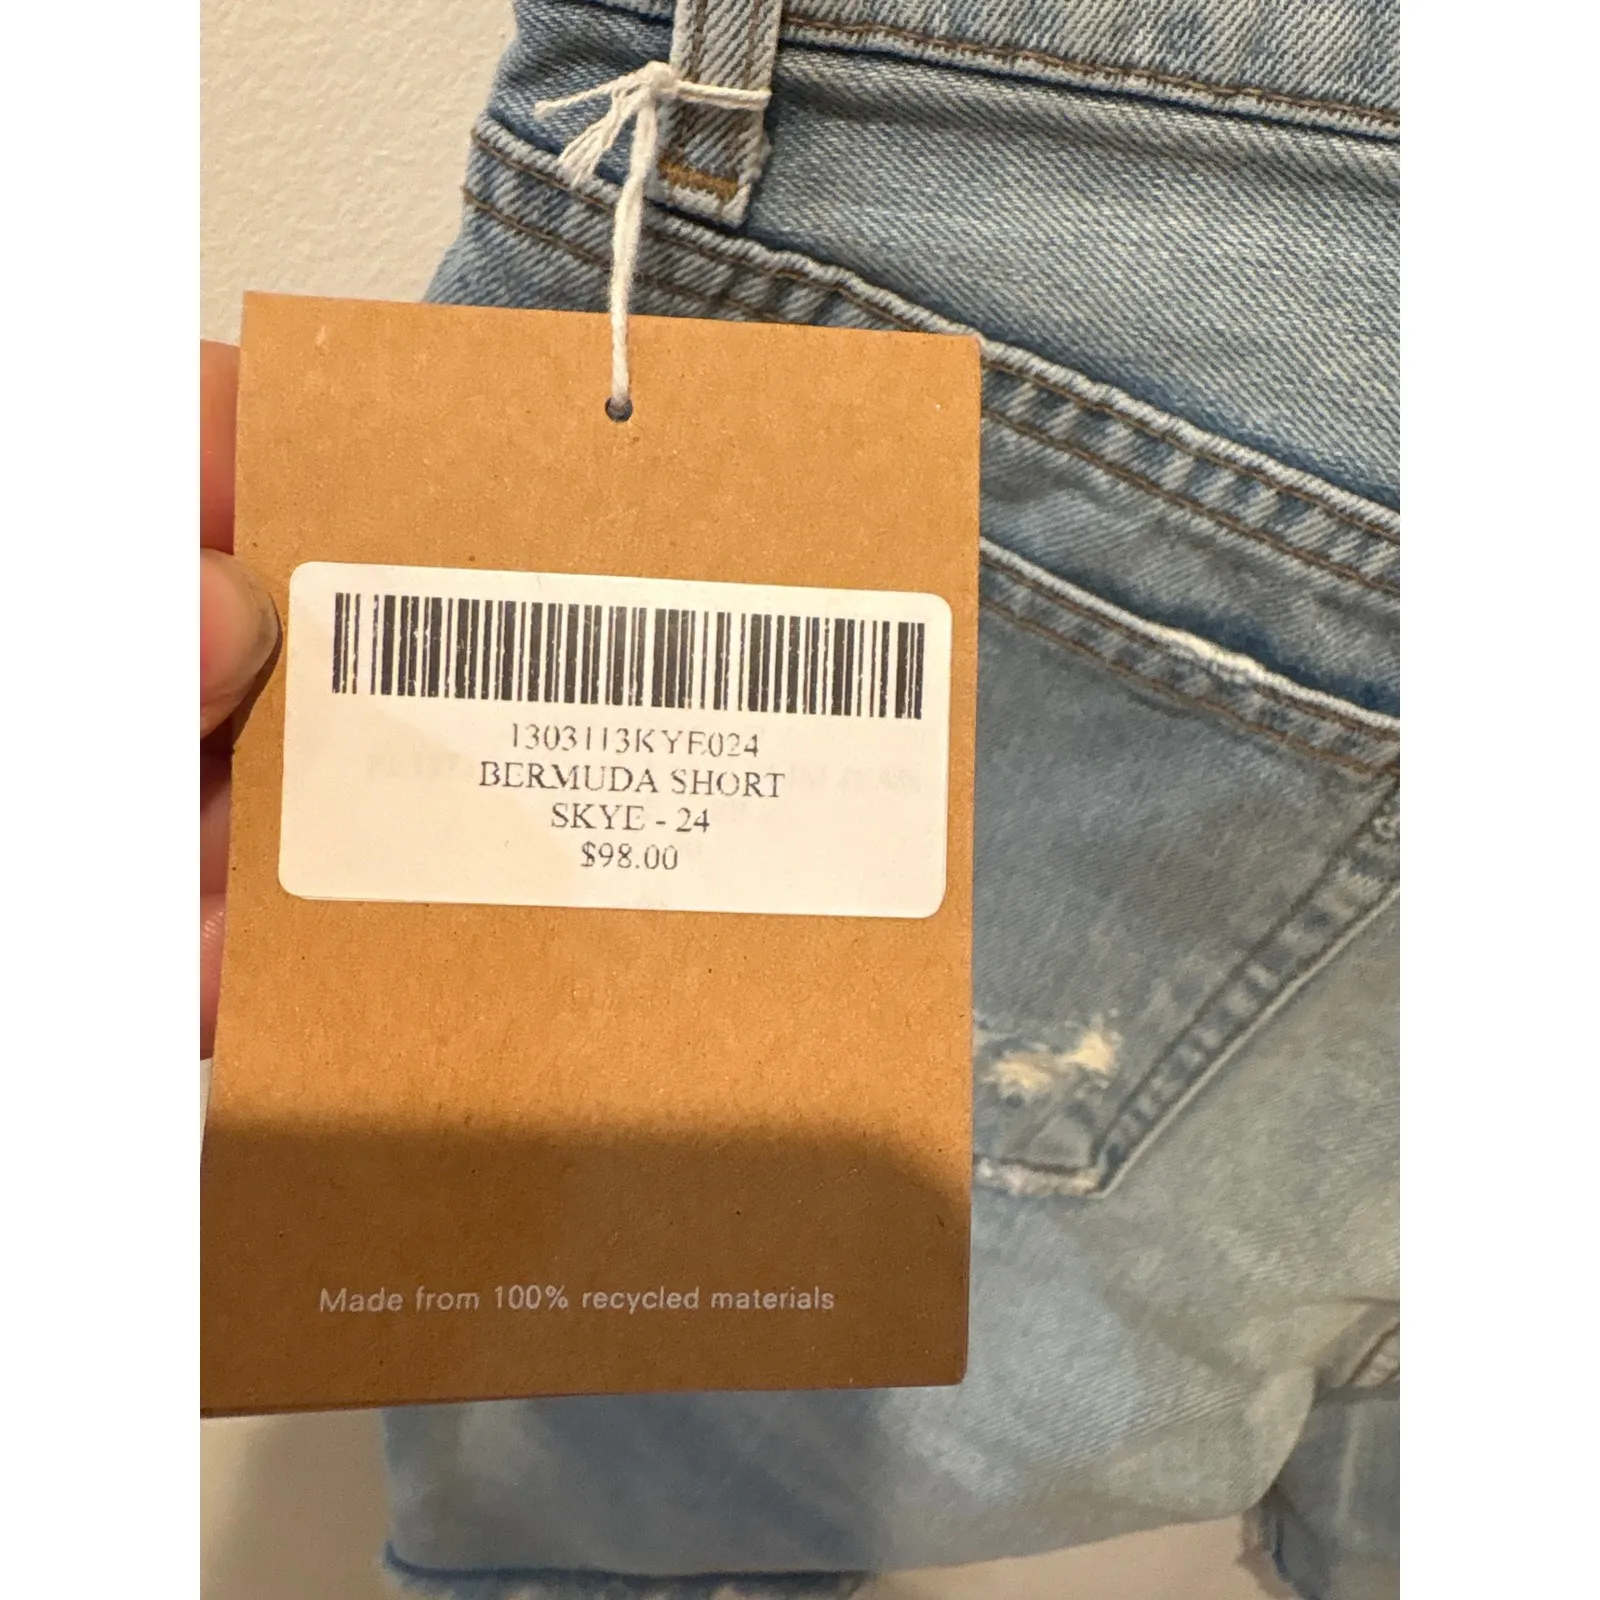 1303113KYE024
BERMUDA SHORT
SKYE - 24
$98.00
Made from 100% recycled materials